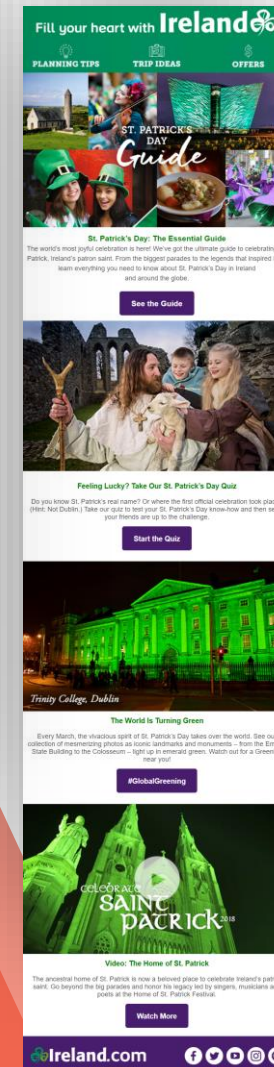 Fill your heart with Ireland
PLANNING TIPS TRIP IDEAS OFFERS
ST. PATRICK'S
DAY
Guide
St. Patrick's Day: The Essential Guide
The world's most joyful celebration is here! We've got the ultimate guide to celebratin
Patrick, Ireland's patron saint. From the biggest parades to the legends that inspired
learn everything you need to know about St. Patrick's Day in Ireland
and around the globe.
See the Guide
Feeling Lucky? Take Our St. Patrick's Day Quiz
Do you know St. Patrick's real name? Or where the first official celebration took plac
(Hint: Not Dublin.) Take our quiz to test your St. Patrick's Day know-how and then se
your friends are up to the challenge.
Start the Quiz
Trinity College, Dublin
The World Is Turning Green
Every March, the vivacious spirit of St. Patrick's Day takes over the world. See ou
collection of mesmerizing photos as iconic landmarks and monuments – from the Em
State Building to the Colosseum – light up in emerald green. Watch out for a Green
near you!
#GlobalGreening
CELEBRATE
SAINT
PATRICK 2018
Video: The Home of St. Patrick
The ancestral home of St. Patrick is now a beloved place to celebrate Ireland's patr
saint. Go beyond the big parades and honor his legacy led by singers, musicians a
poets at the Home of St. Patrick Festival.
Watch More
Ireland.com